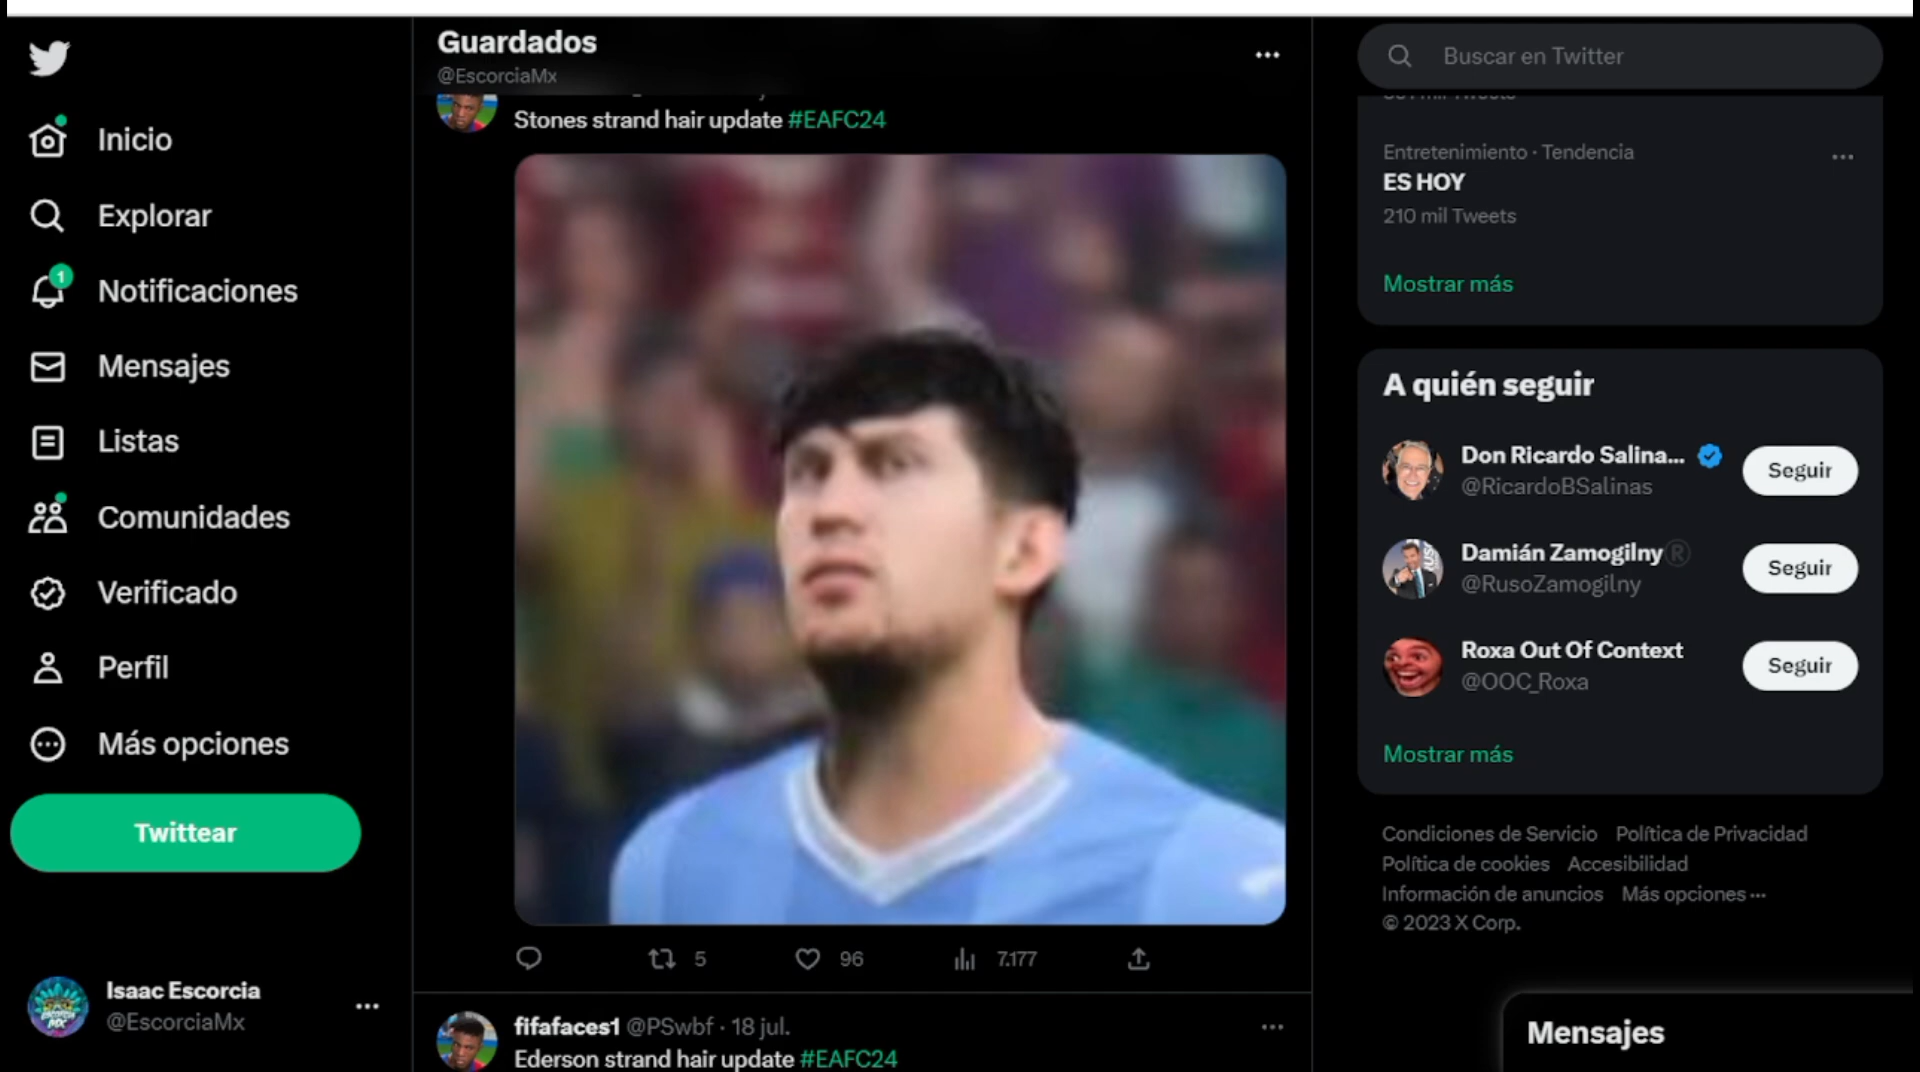 Inicio
Explorar
1
Notificaciones
Mensajes
Listas
Comunidades
Verificado
Perfil
Más opciones
Twittear
Isaac Escorcia
@EscorciaMx
Guardados
@EscorciaMx
Stones strand hair update #EAFC24
5 96 7.177
fifafaces1 @PSwbf · 18 jul.
Ederson strand hair update #EAFC24
Buscar en Twitter
Entretenimiento · Tendencia
ES HOY
210 mil Tweets
Mostrar más
A quién seguir
Don Ricardo Salina...
@RicardoBSalinas
Seguir
Damián Zamogilny®
@RusoZamogilny
Seguir
Roxa Out Of Context
@OOC_Roxa
Seguir
Mostrar más
Condiciones de Servicio Política de Privacidad
Política de cookies Accesibilidad
Información de anuncios Más opciones ···
© 2023 X Corp.
Mensajes